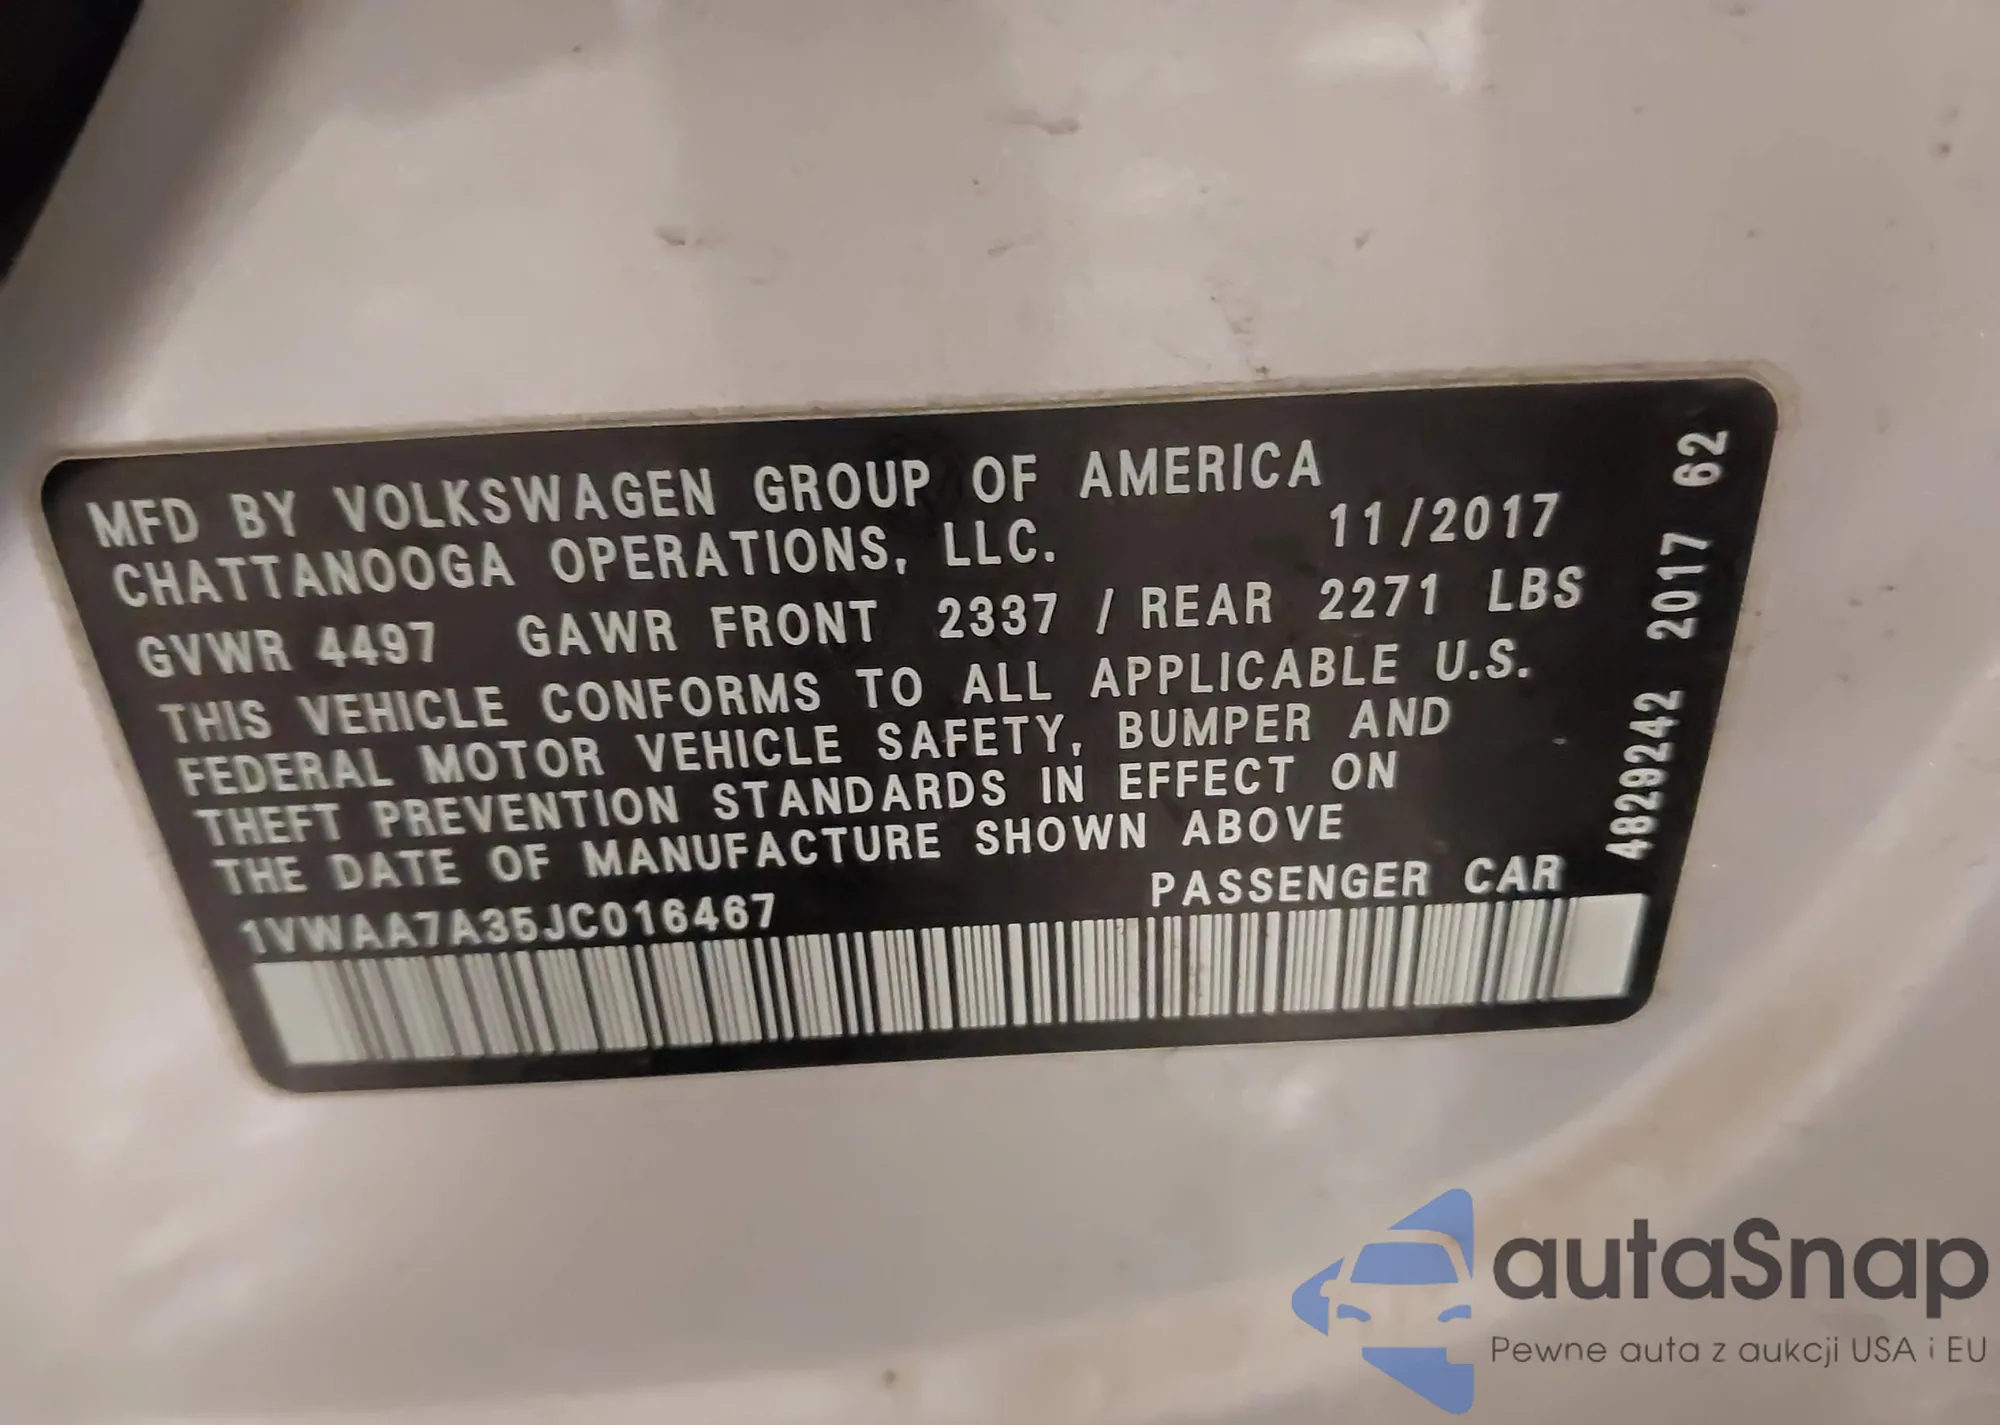 MFD BY VOLKSWAGEN GROUP OF AMERICA
CHATTANOOGA OPERATIONS, LLC. 11/2017
GVWR 4497 GAWR FRONT 2337 / REAR 2271 LBS
THIS VEHICLE CONFORMS TO ALL APPLICABLE U.S.
FEDERAL MOTOR VEHICLE SAFETY, BUMPER AND
THEFT PREVENTION STANDARDS IN EFFECT ON
THE DATE OF MANUFACTURE SHOWN ABOVE
1VWAA7A35JC016467 PASSENGER CAR
4829242 2017 62
autaSnap
Pewne auta z aukcji USA i EU